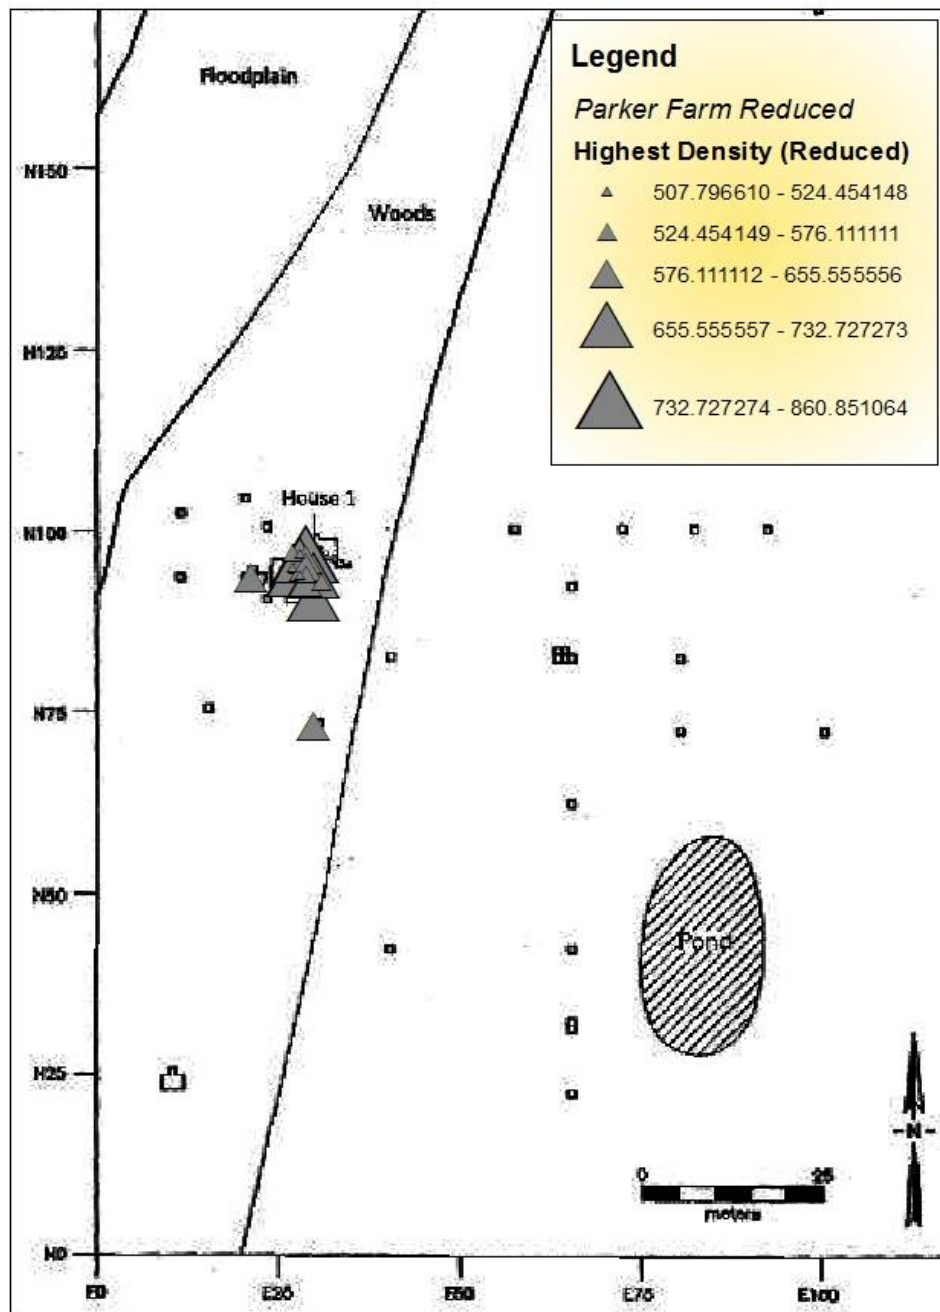 Legend
Parker Farm Reduced
Highest Density (Reduced)
507.796610 - 524.454148
524.454149 - 576.111111
576.111112 - 655.555556
655.555557 - 732.727273
732.727274 - 860.851064
Floodplain
N150
Woods
N125
House 1
N100
N75
N50
Pond
N25
-N-
0 25
meters
N0
E0 E25 E50 E75 E100